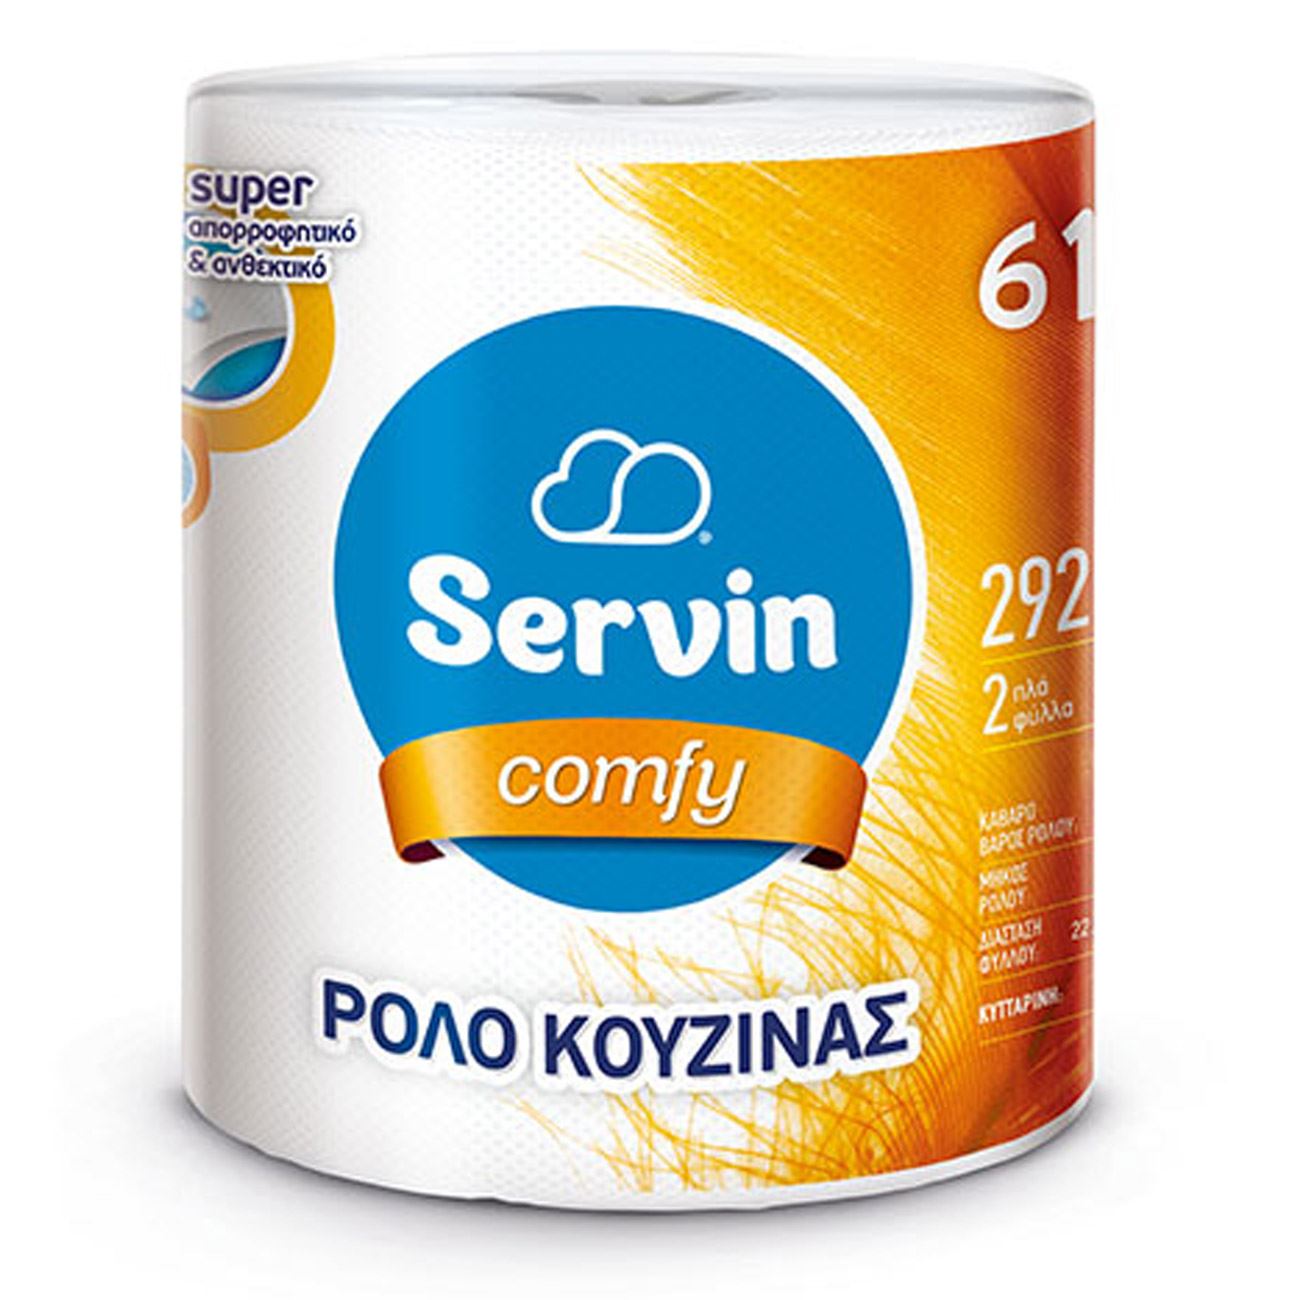 super
απορροφητικό
& ανθεκτικό
Servin
comfy
ΡΟΛΟ ΚΟΥΖΙΝΑΣ
292
2 πλά
φύλλα
ΚΑΘΑΡΟ
ΒΑΡΟΣ ΡΟΛΟΥ:
ΜΗΚΟΣ
ΡΟΛΟΥ:
ΔΙΑΣΤΑΣΗ
ΦΥΛΛΟΥ:
22
ΚΥΤΤΑΡΙΝΗ: